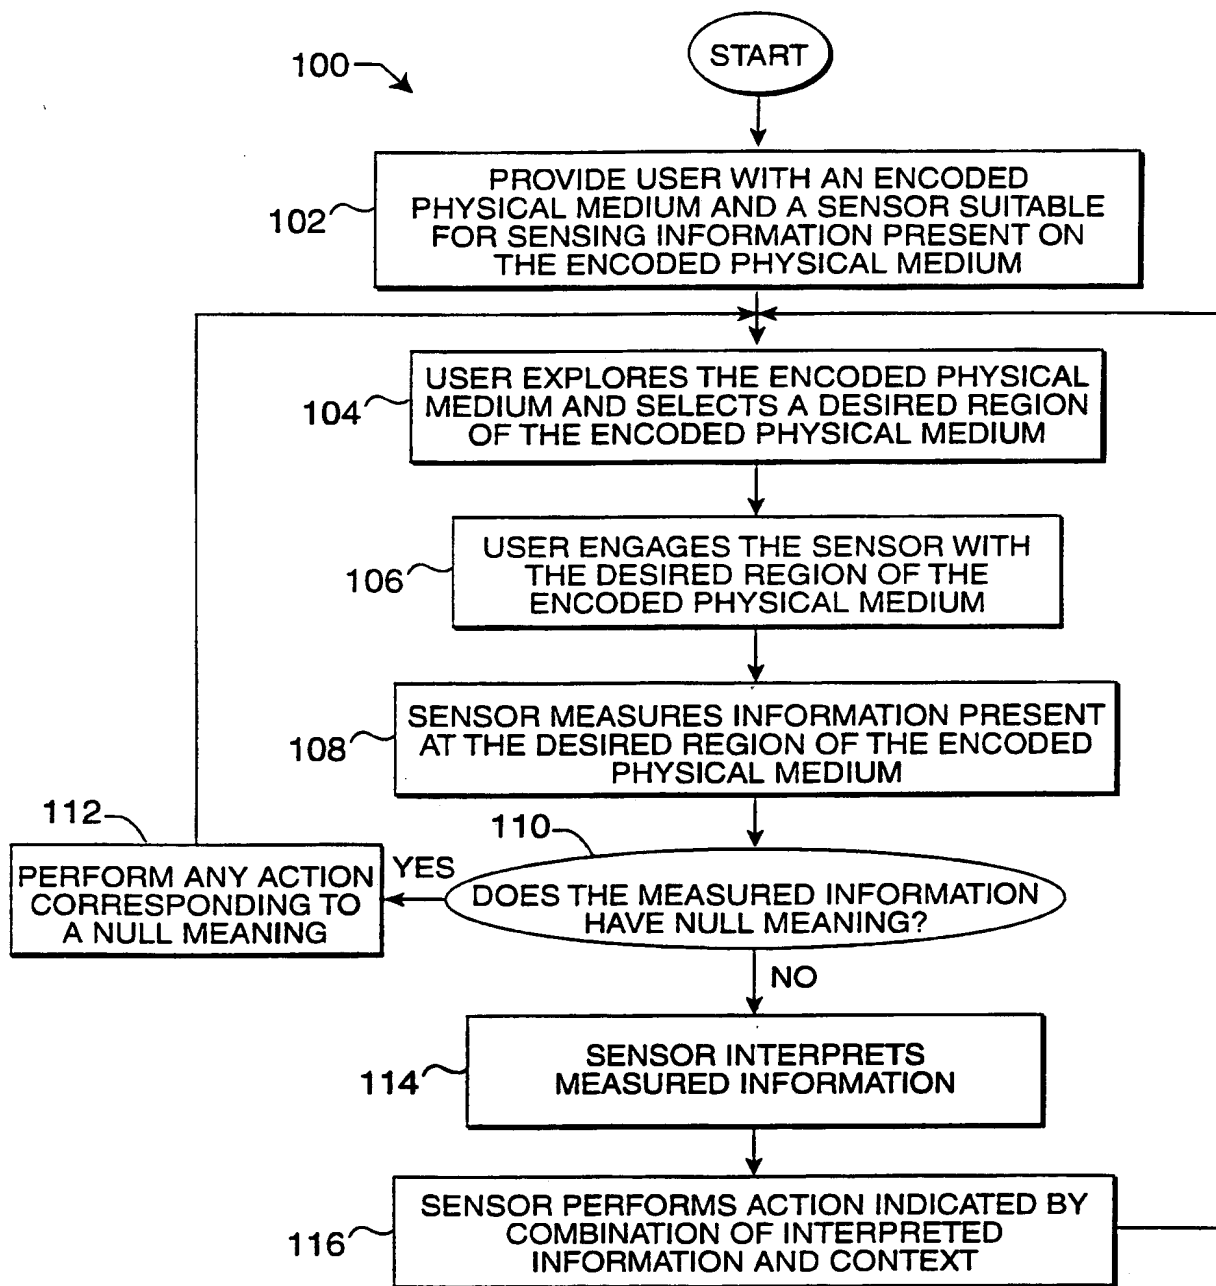 START
100
PROVIDE USER WITH AN ENCODED
PHYSICAL MEDIUM AND A SENSOR SUITABLE
FOR SENSING INFORMATION PRESENT ON
THE ENCODED PHYSICAL MEDIUM
102
USER EXPLORES THE ENCODED PHYSICAL
MEDIUM AND SELECTS A DESIRED REGION
OF THE ENCODED PHYSICAL MEDIUM
104
USER ENGAGES THE SENSOR WITH
THE DESIRED REGION OF THE
ENCODED PHYSICAL MEDIUM
106
SENSOR MEASURES INFORMATION PRESENT
AT THE DESIRED REGION OF THE ENCODED
PHYSICAL MEDIUM
108
110
DOES THE MEASURED INFORMATION
HAVE NULL MEANING?
YES
112
PERFORM ANY ACTION
CORRESPONDING TO
A NULL MEANING
NO
SENSOR INTERPRETS
MEASURED INFORMATION
114
SENSOR PERFORMS ACTION INDICATED BY
COMBINATION OF INTERPRETED
INFORMATION AND CONTEXT
116